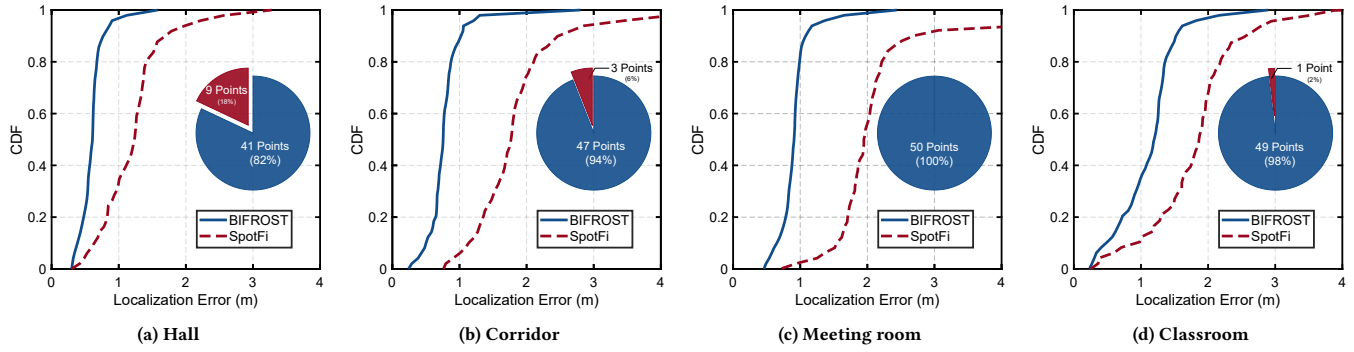 CDF
1
0.8
0.6
0.4
0.2
0
0 1 2 3 4
Localization Error (m)
9 Points
(18%)
41 Points
(82%)
BIFROST
SpotFi
(a) Hall
CDF
1
0.8
0.6
0.4
0.2
0
0 1 2 3 4
Localization Error (m)
3 Points
(6%)
47 Points
(94%)
BIFROST
SpotFi
(b) Corridor
CDF
1
0.8
0.6
0.4
0.2
0
0 1 2 3 4
Localization Error (m)
50 Points
(100%)
BIFROST
SpotFi
(c) Meeting room
CDF
1
0.8
0.6
0.4
0.2
0
0 1 2 3 4
Localization Error (m)
1 Point
(2%)
49 Points
(98%)
BIFROST
SpotFi
(d) Classroom